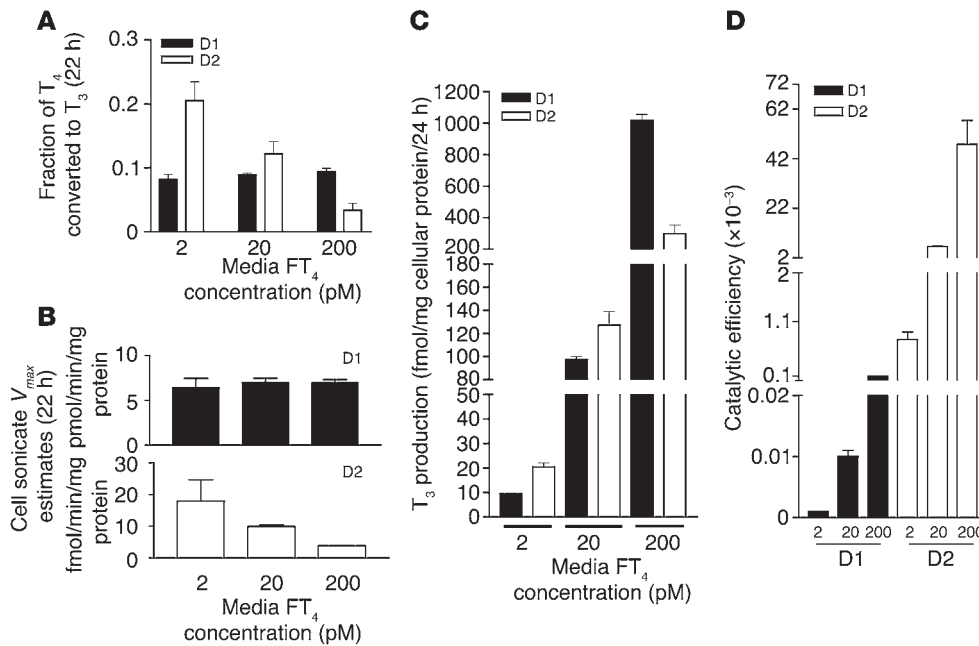 A
Fraction of T4
converted to T3 (22 h)
0.3
0.2
0.1
0
D1
D2
2 20 200
Media FT4
concentration (pM)
B
Cell sonicate Vmax
estimates (22 h)
fmol/min/mg pmol/min/mg
protein protein
10
5
0
D1
30
20
10
0
D2
2 20 200
Media FT4
concentration (pM)
C
T3 production (fmol/mg cellular protein/24 h)
1200
1000
800
600
400
200
180
160
140
120
100
80
50
40
30
20
10
0
D1
D2
2 20 200
Media FT4
concentration (pM)
D
Catalytic efficiency (×10−3)
72
62
42
22
2
2
1.1
0.1
0.02
0.01
0
D1
D2
2 20 200 2 20 200
D1 D2